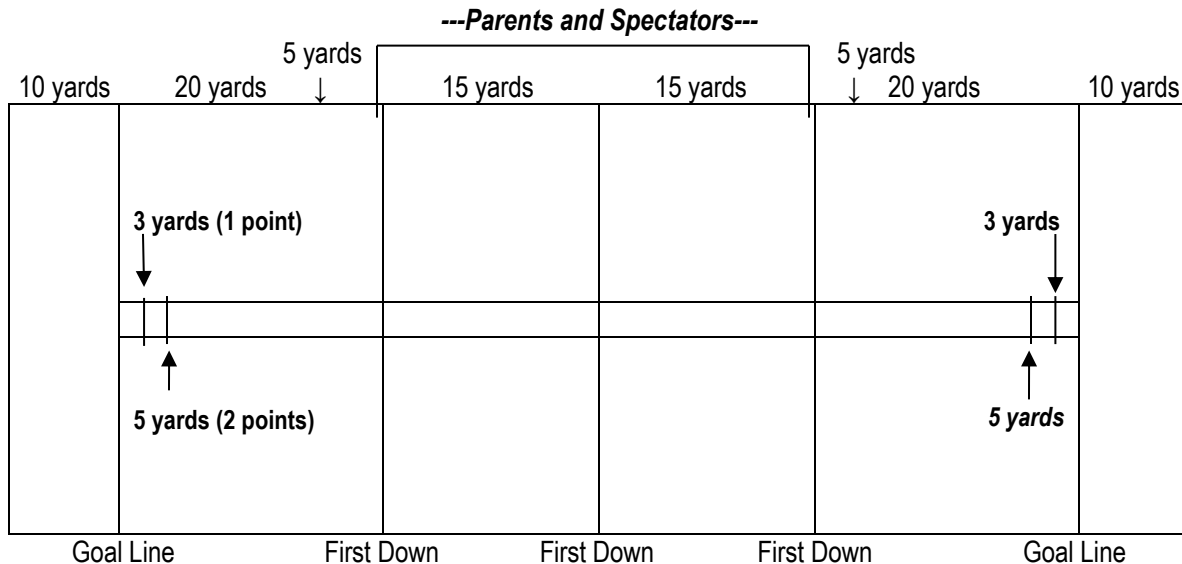 ---Parents and Spectators---
5 yards 5 yards
10 yards 20 yards ↓ 15 yards 15 yards ↓ 20 yards 10 yards
3 yards (1 point) 3 yards
5 yards (2 points) 5 yards
Goal Line First Down First Down First Down Goal Line